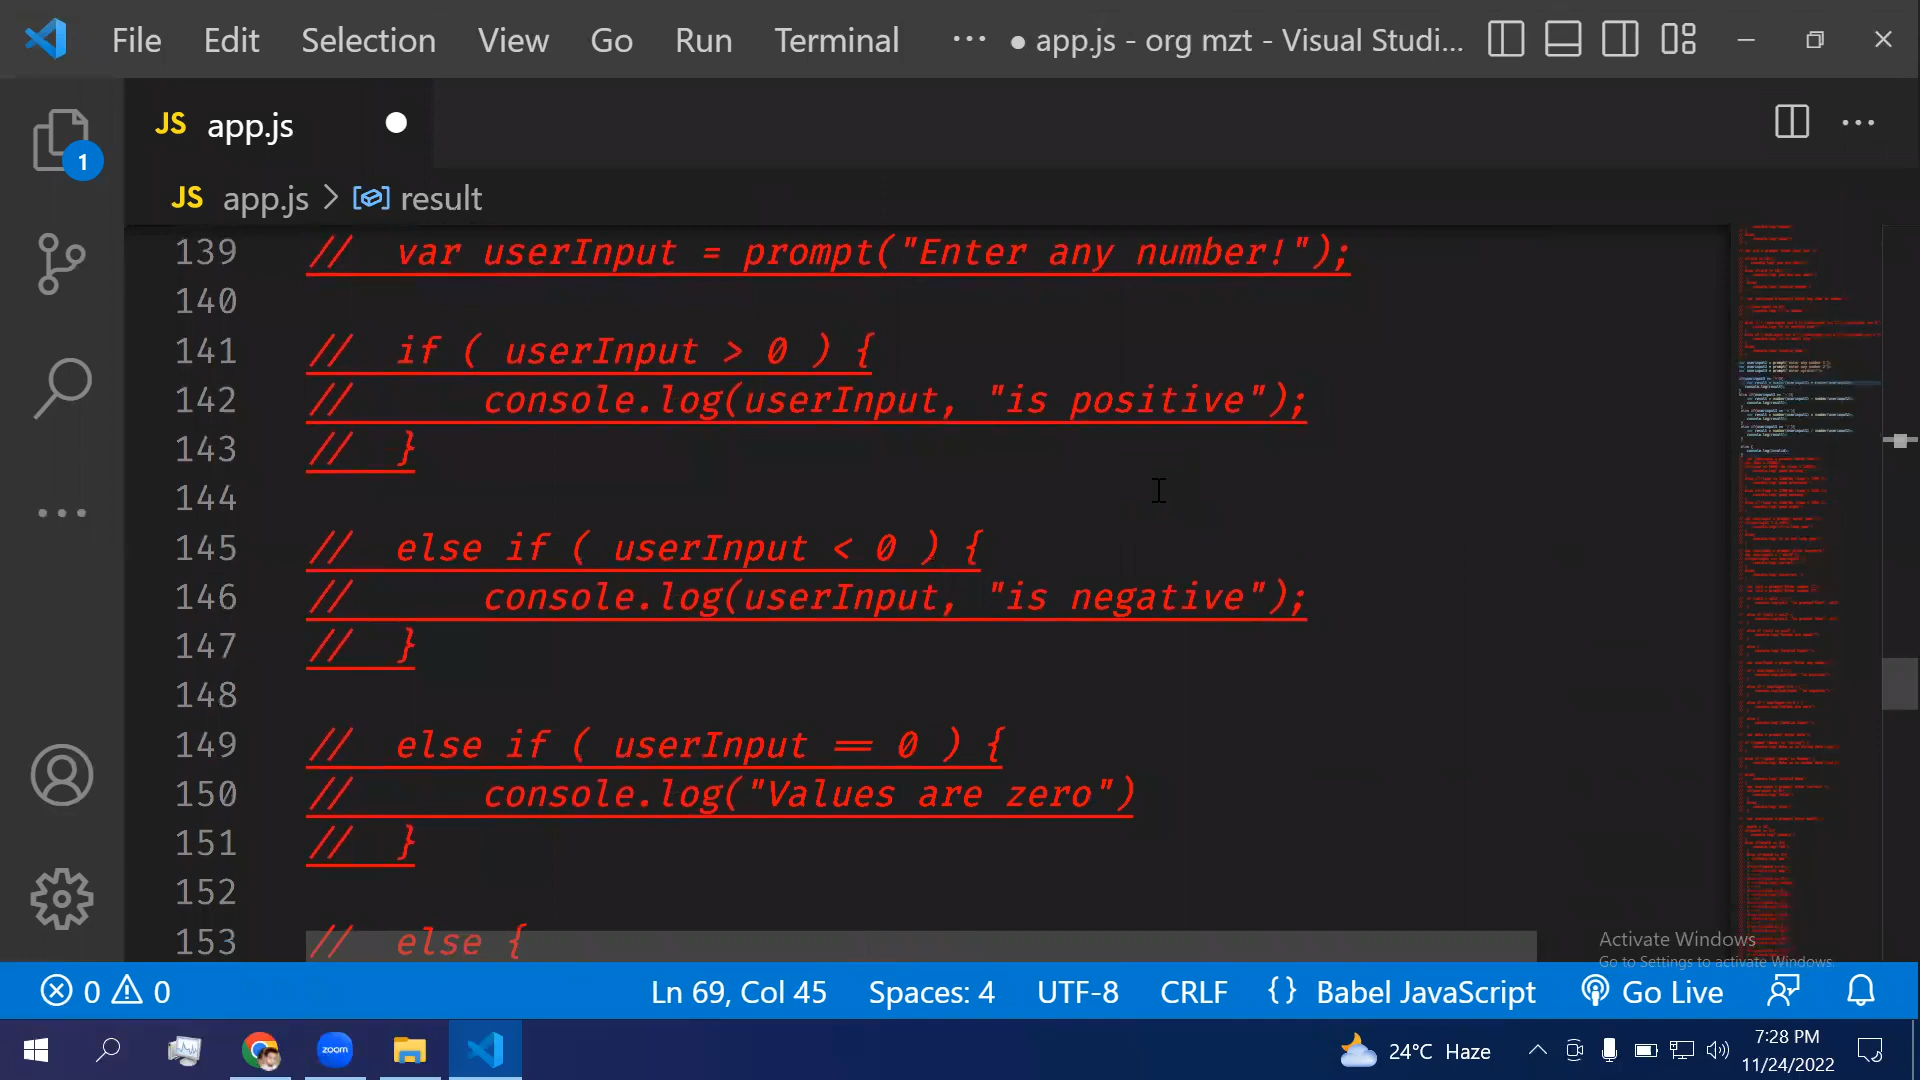 File Edit Selection View Go Run Terminal ··· ● app.js - org mzt - Visual Studi...
JS app.js ●
1
JS app.js > result
139 // var userInput = prompt("Enter any number!");
140
141 // if ( userInput > 0 ) {
142 // console.log(userInput, "is positive");
143 // }
144
145 // else if ( userInput < 0 ) {
146 // console.log(userInput, "is negative");
147 // }
148
149 // else if ( userInput == 0 ) {
150 // console.log("Values are zero")
151 // }
152
153 // else {
Activate Windows
Go to Settings to activate Windows.
0 0 Ln 69, Col 45 Spaces: 4 UTF-8 CRLF {} Babel JavaScript Go Live
zoom 24°C Haze 7:28 PM
11/24/2022